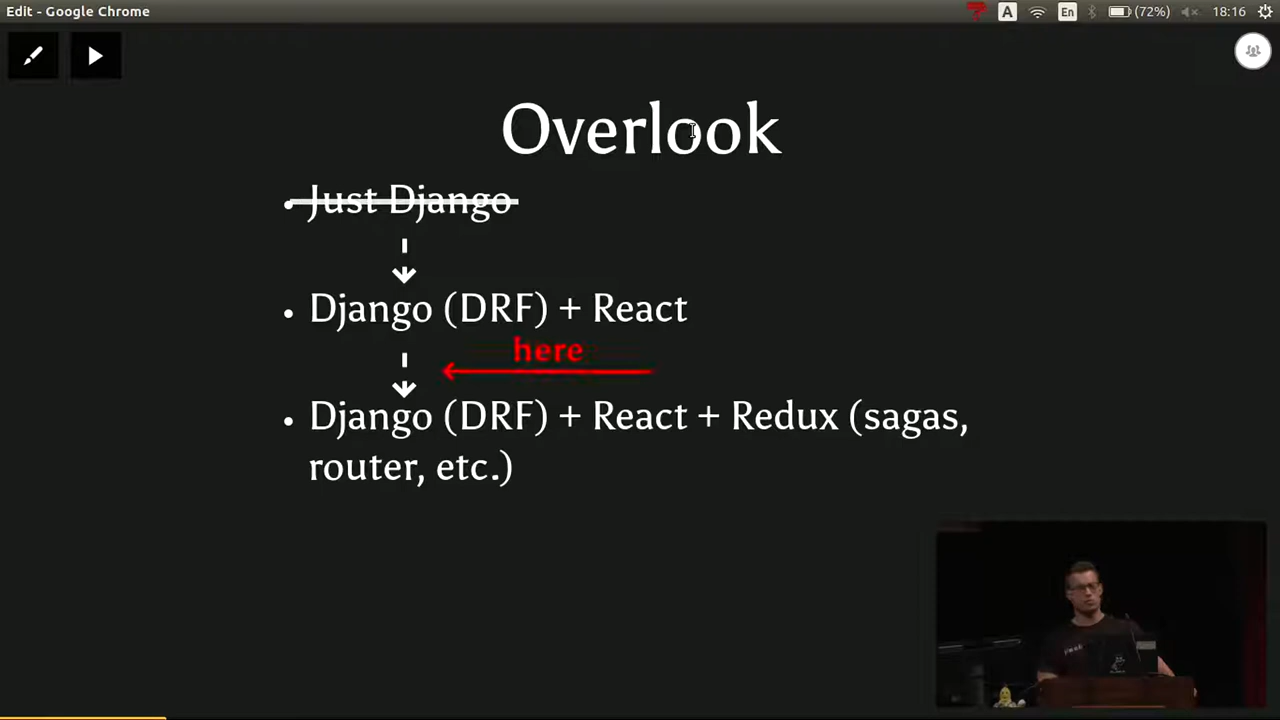 Edit - Google Chrome
A
En
(72%)
18:16
Overlook
• Just Django
• Django (DRF) + React
here
• Django (DRF) + React + Redux (sagas,
router, etc.)